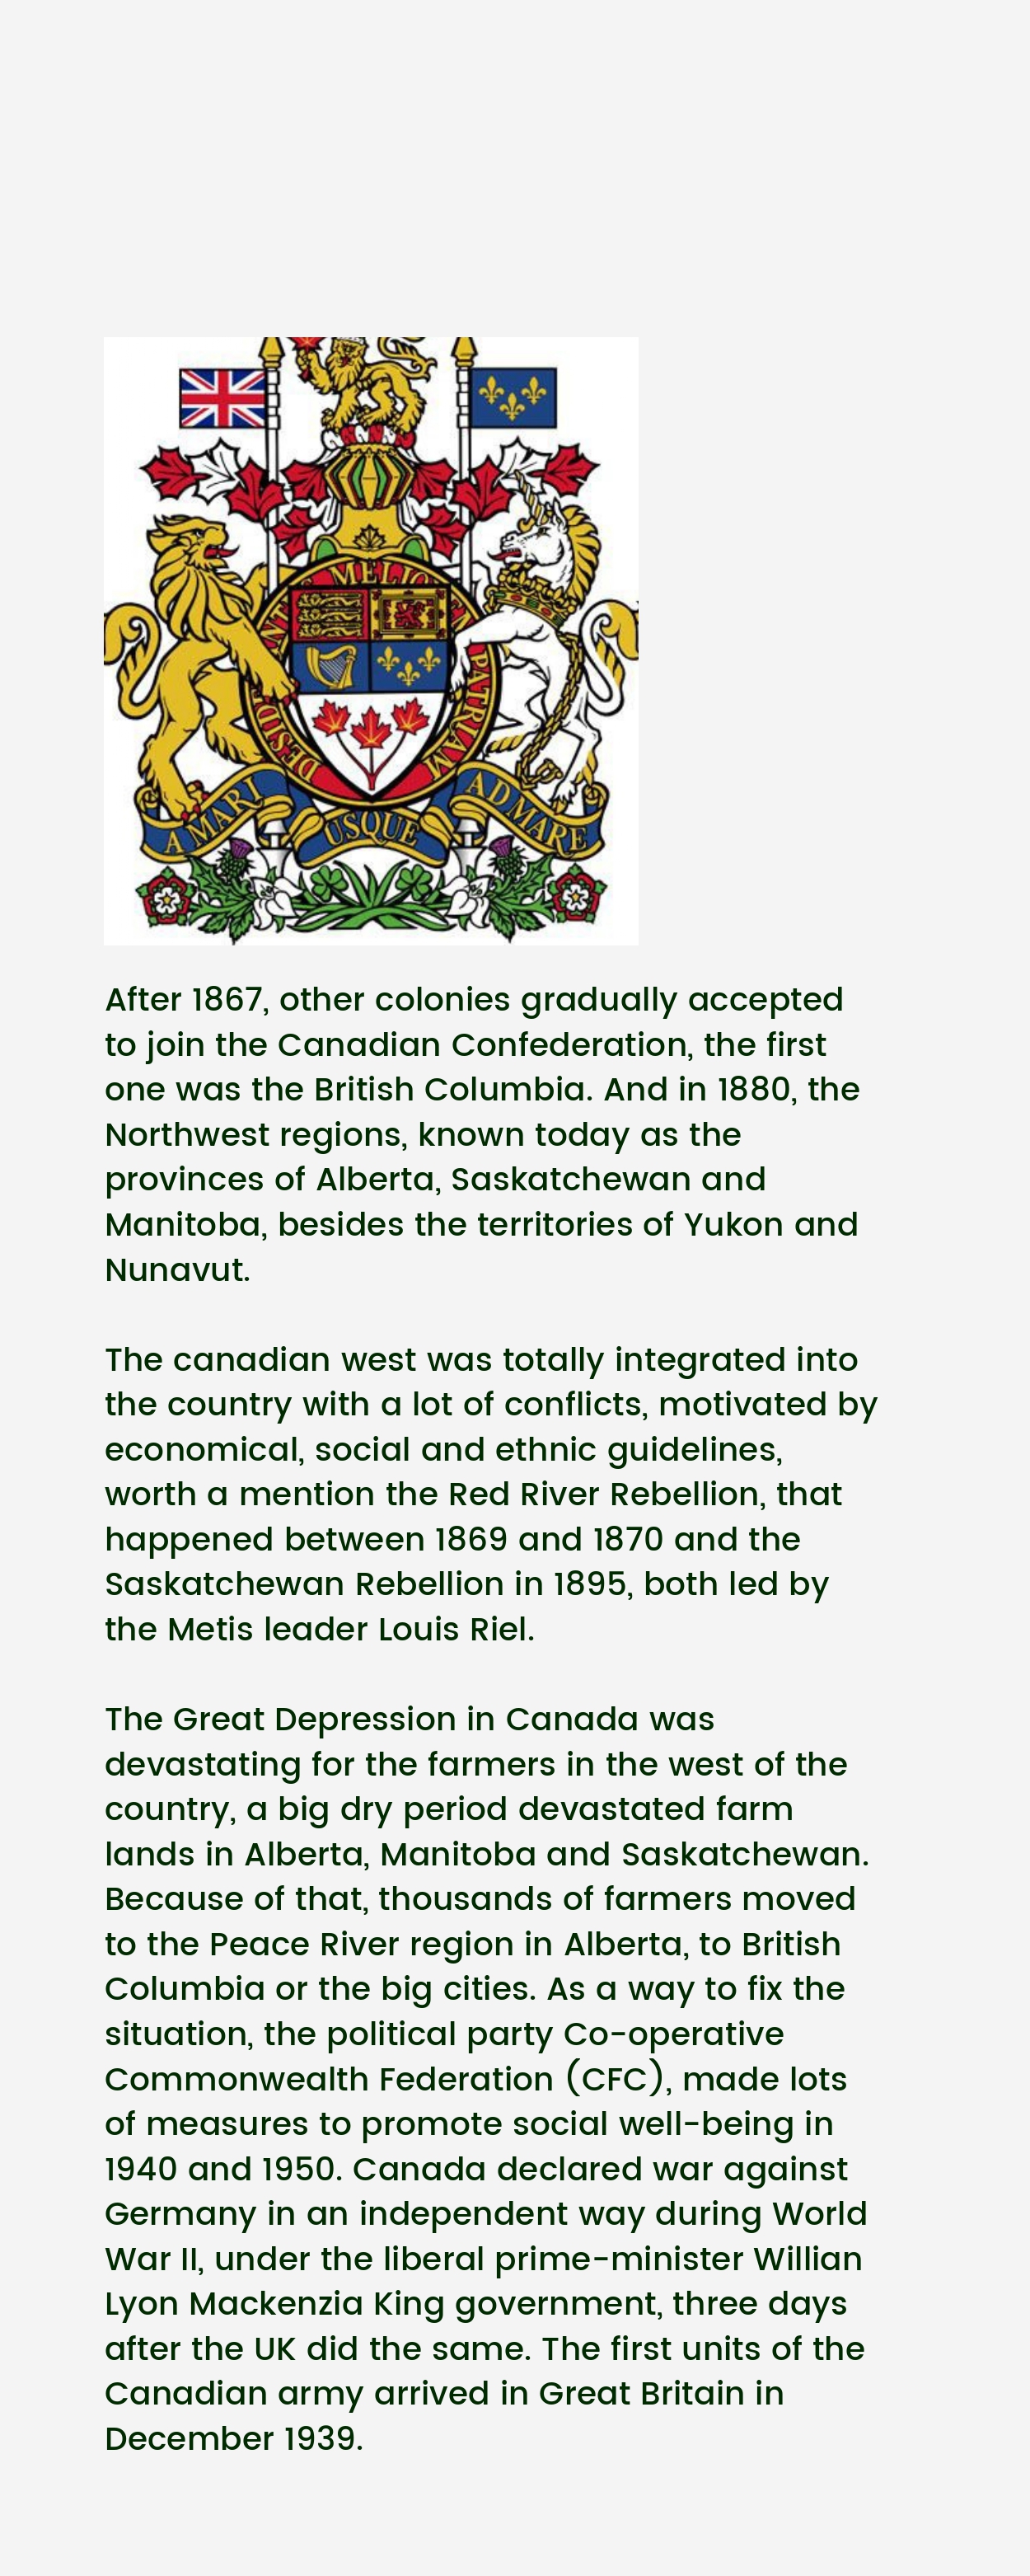 DESIDE
NTES MELIOREM
PATRIAM
A MARI
USQUE
AD MARE
After 1867, other colonies gradually accepted
to join the Canadian Confederation, the first
one was the British Columbia. And in 1880, the
Northwest regions, known today as the
provinces of Alberta, Saskatchewan and
Manitoba, besides the territories of Yukon and
Nunavut.
The canadian west was totally integrated into
the country with a lot of conflicts, motivated by
economical, social and ethnic guidelines,
worth a mention the Red River Rebellion, that
happened between 1869 and 1870 and the
Saskatchewan Rebellion in 1895, both led by
the Metis leader Louis Riel.
The Great Depression in Canada was
devastating for the farmers in the west of the
country, a big dry period devastated farm
lands in Alberta, Manitoba and Saskatchewan.
Because of that, thousands of farmers moved
to the Peace River region in Alberta, to British
Columbia or the big cities. As a way to fix the
situation, the political party Co-operative
Commonwealth Federation (CFC), made lots
of measures to promote social well-being in
1940 and 1950. Canada declared war against
Germany in an independent way during World
War II, under the liberal prime-minister Willian
Lyon Mackenzia King government, three days
after the UK did the same. The first units of the
Canadian army arrived in Great Britain in
December 1939.